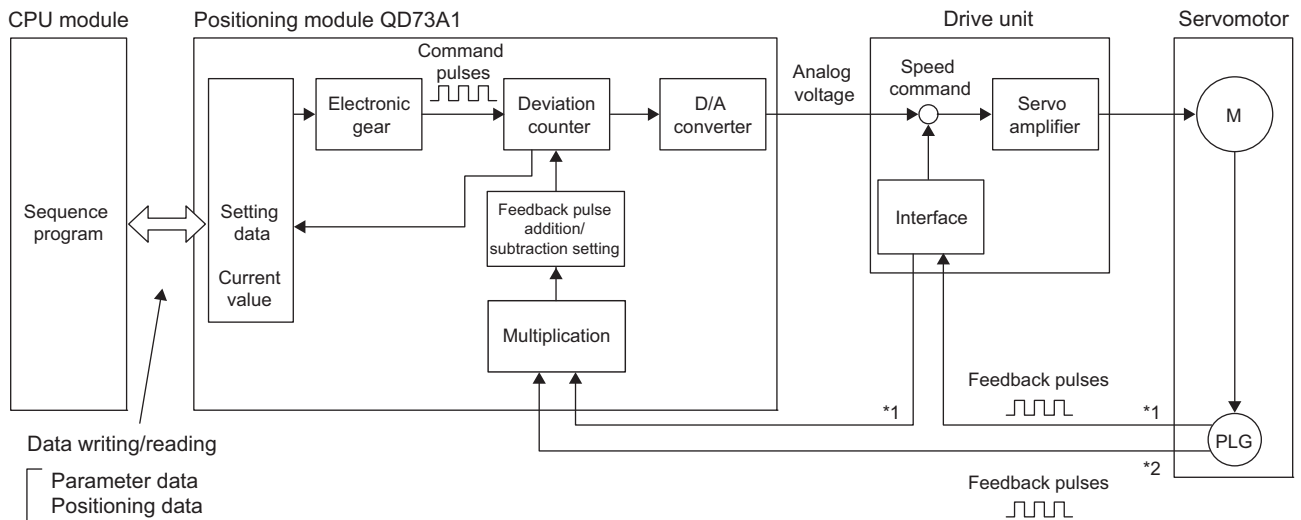 CPU module
Positioning module QD73A1
Drive unit
Servomotor
Command
pulses
Analog
voltage
Speed
command
Electronic
gear
Deviation
counter
D/A
converter
Servo
amplifier
M
Sequence
program
Setting
data
Feedback pulse
addition/
subtraction setting
Interface
Current
value
Multiplication
Feedback pulses
*1
*1
Data writing/reading
PLG
*2
Parameter data
Positioning data
Feedback pulses